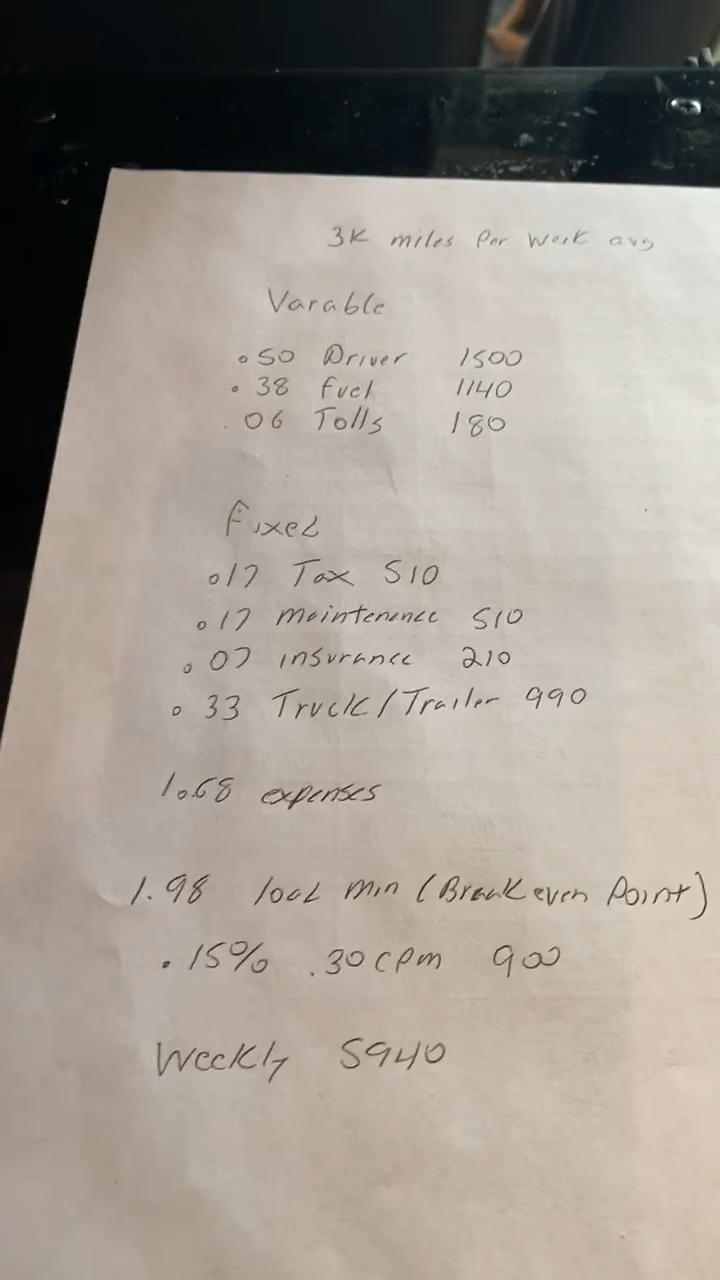 3K miles Per Week avg
Varable
.50 Driver 1500
.38 fuel 1140
.06 Tolls 180
Fixed
.17 Tax 510
.17 maintenence 510
.07 insurance 210
.33 Truck/Trailer 990
1.68 expenses
1.98 load min (Break even Point)
.15% .30 cpm 900
Weekly 5940